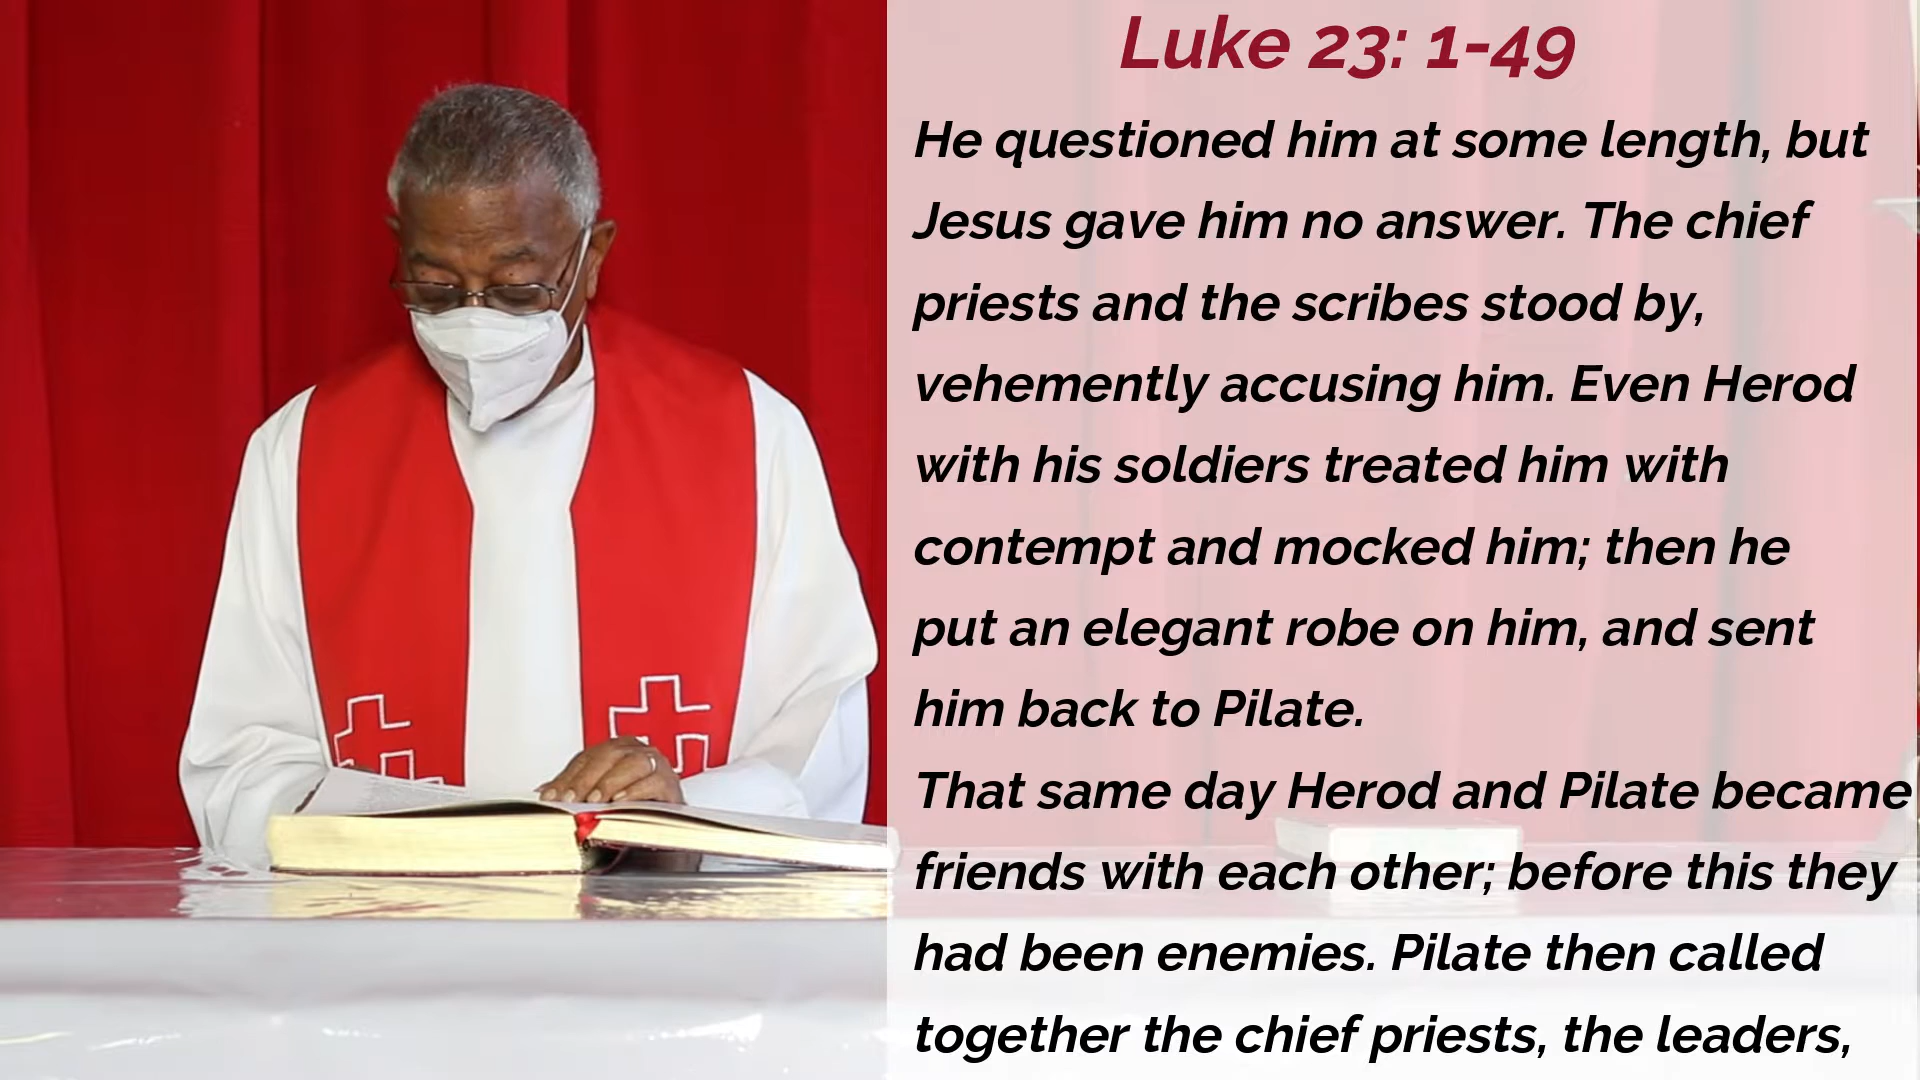 Luke 23: 1-49
He questioned him at some length, but
Jesus gave him no answer. The chief
priests and the scribes stood by,
vehemently accusing him. Even Herod
with his soldiers treated him with
contempt and mocked him; then he
put an elegant robe on him, and sent
him back to Pilate.
That same day Herod and Pilate became
friends with each other; before this they
had been enemies. Pilate then called
together the chief priests, the leaders,